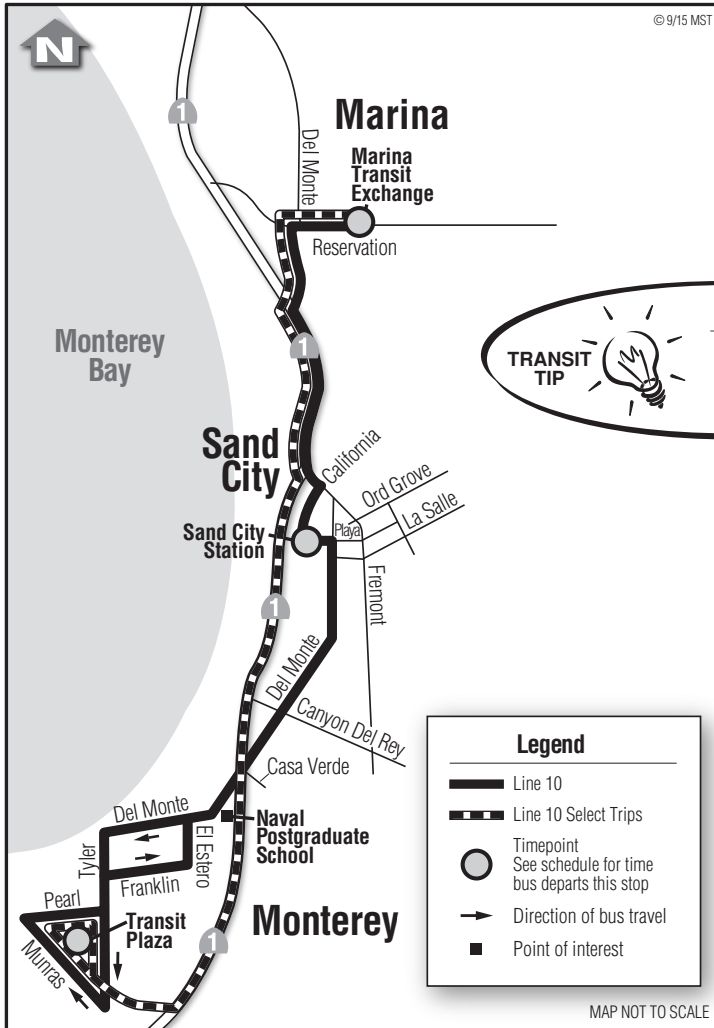 © 9/15 MST
N
1
Marina
Del Monte
Marina
Transit
Exchange
Reservation
Monterey
Bay
1
TRANSIT
TIP
Sand
City
California
Ord Grove
La Salle
Playa
Sand City
Station
Fremont
1
Del Monte
Canyon Del Rey
Casa Verde
Del Monte
Naval
Postgraduate
School
El Estero
Tyler
Franklin
Pearl
Transit
Plaza
Monterey
Munras
1
Legend
Line 10
Line 10 Select Trips
Timepoint
See schedule for time
bus departs this stop
Direction of bus travel
Point of interest
MAP NOT TO SCALE